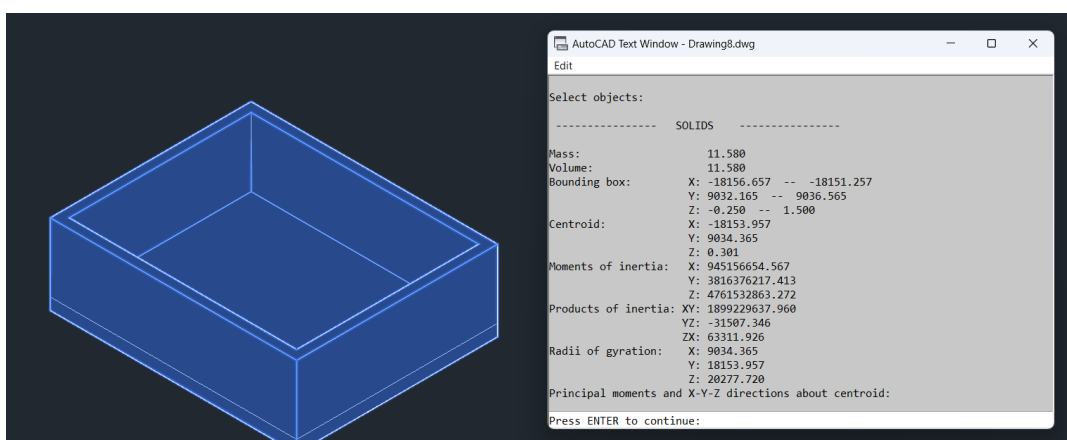 AutoCAD Text Window - Drawing8.dwg
Edit
Select objects:
--------------- SOLIDS ---------------
Mass: 11.580
Volume: 11.580
Bounding box: X: -18156.657 -- -18151.257
Y: 9032.165 -- 9036.565
Z: -0.250 -- 1.500
Centroid: X: -18153.957
Y: 9034.365
Z: 0.301
Moments of inertia: X: 945156654.567
Y: 3816376217.413
Z: 4761532863.272
Products of inertia: XY: 1899229637.960
YZ: -31507.346
ZX: 63311.926
Radii of gyration: X: 9034.365
Y: 18153.957
Z: 20277.720
Principal moments and X-Y-Z directions about centroid:
Press ENTER to continue: